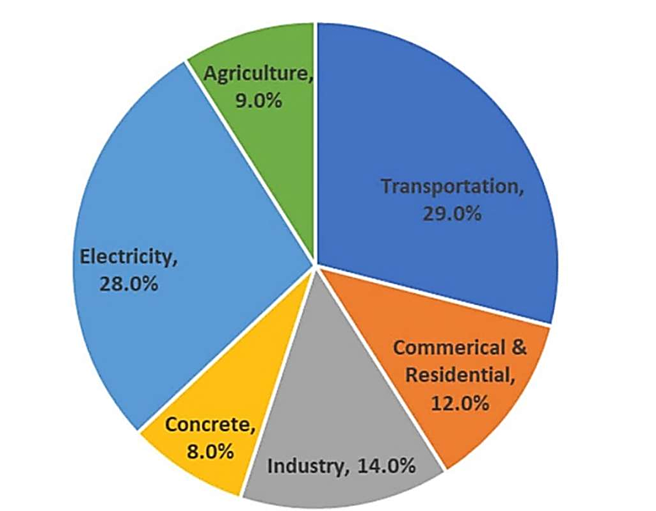 Agriculture,
9.0%
Transportation,
29.0%
Electricity,
28.0%
Commerical &
Residential,
12.0%
Concrete,
8.0%
Industry, 14.0%